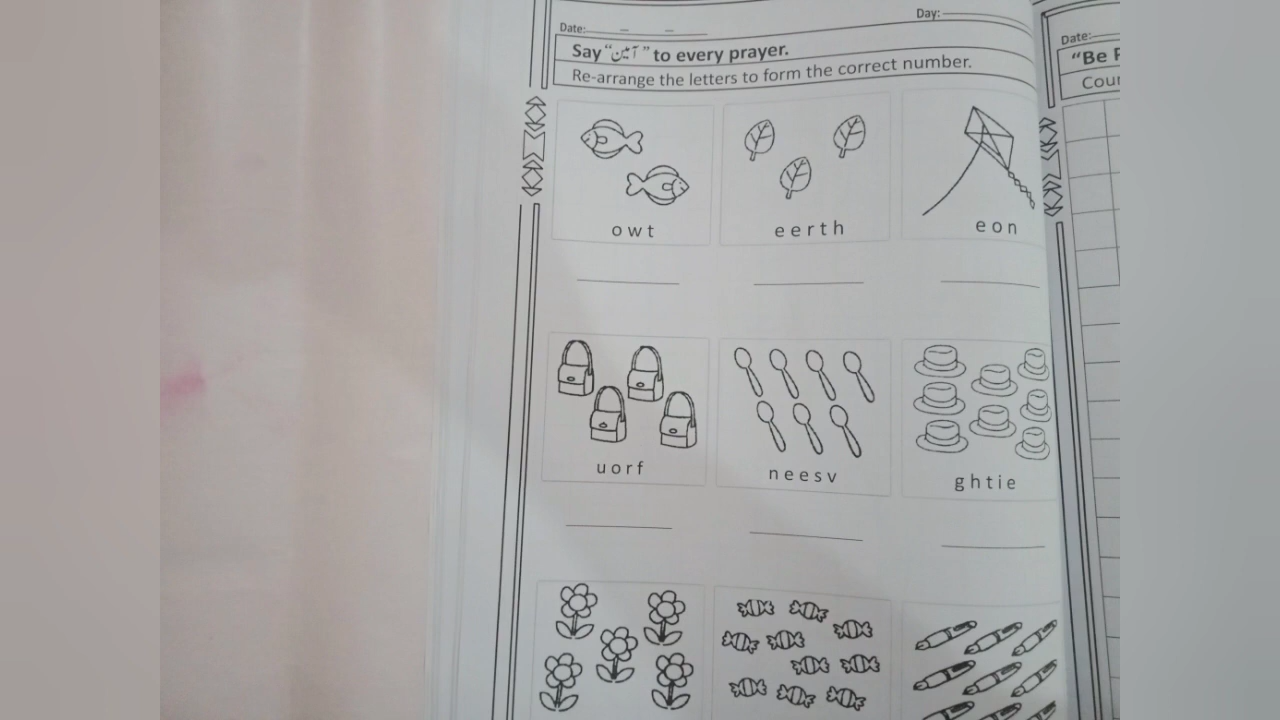 Date: Day:
Say “آمین” to every prayer.
Re-arrange the letters to form the correct number.
owt eerth eon
uorf neesv ghtie
Date:
“Be